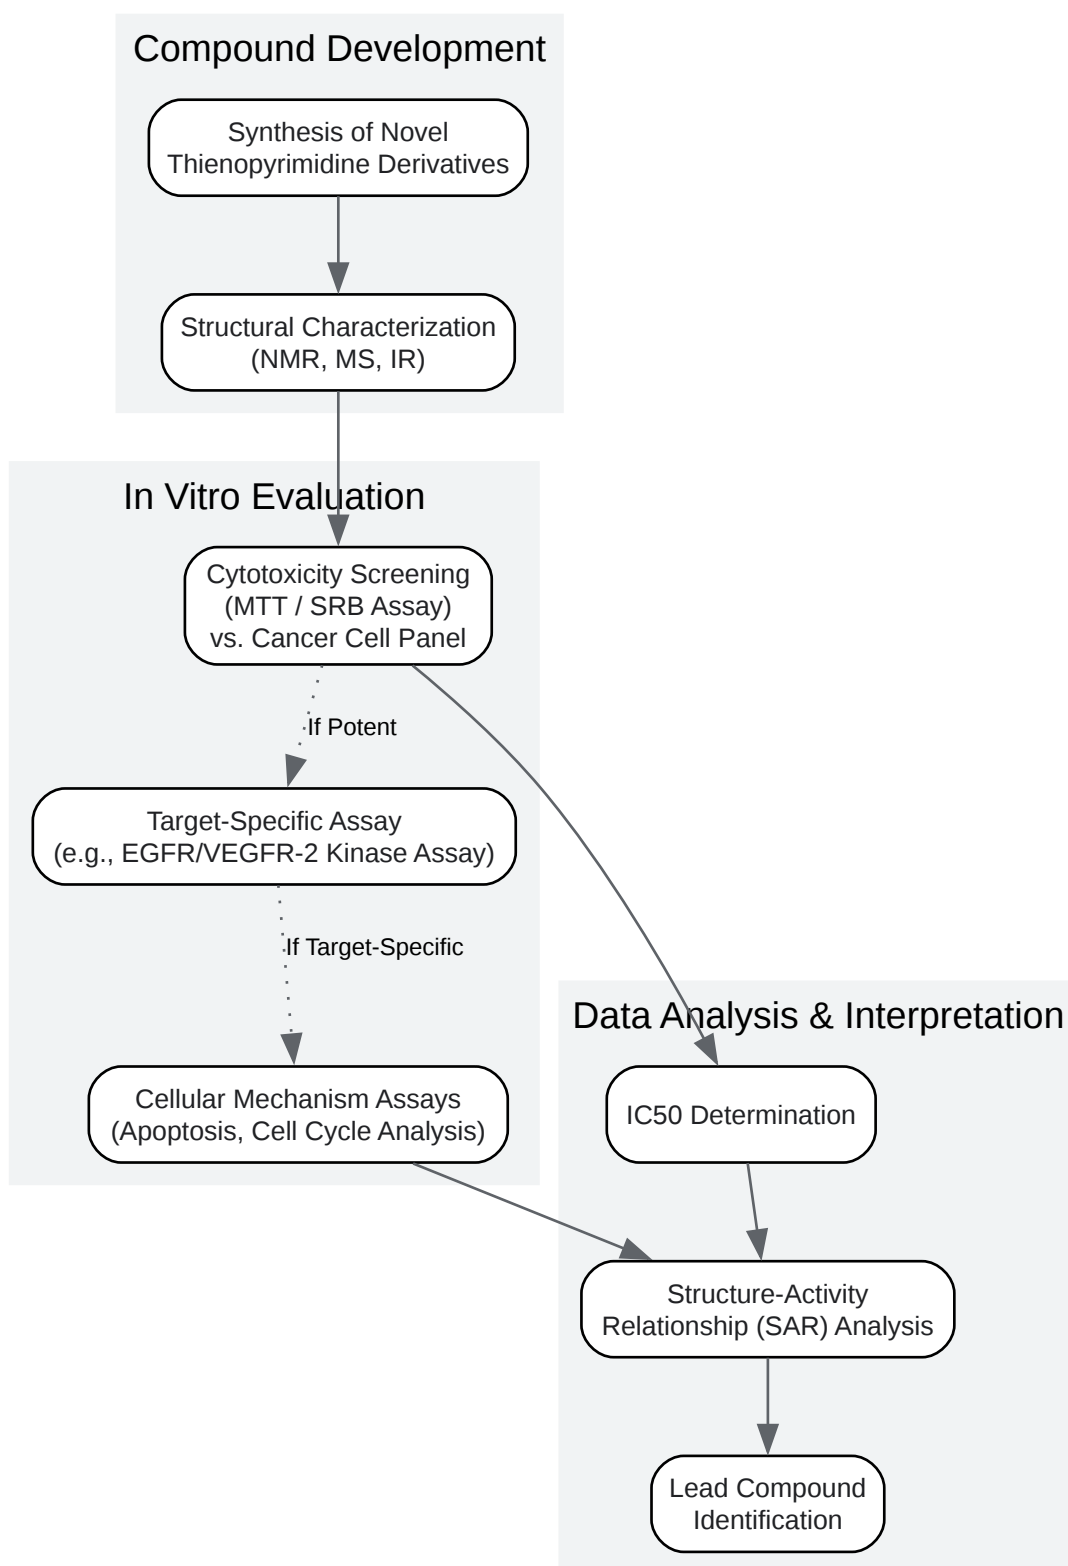 Compound Development
Synthesis of Novel
Thienopyrimidine Derivatives
Structural Characterization
(NMR, MS, IR)
In Vitro Evaluation
Cytotoxicity Screening
(MTT / SRB Assay)
vs. Cancer Cell Panel
If Potent
Target-Specific Assay
(e.g., EGFR/VEGFR-2 Kinase Assay)
If Target-Specific
Cellular Mechanism Assays
(Apoptosis, Cell Cycle Analysis)
Data Analysis & Interpretation
IC50 Determination
Structure-Activity
Relationship (SAR) Analysis
Lead Compound
Identification